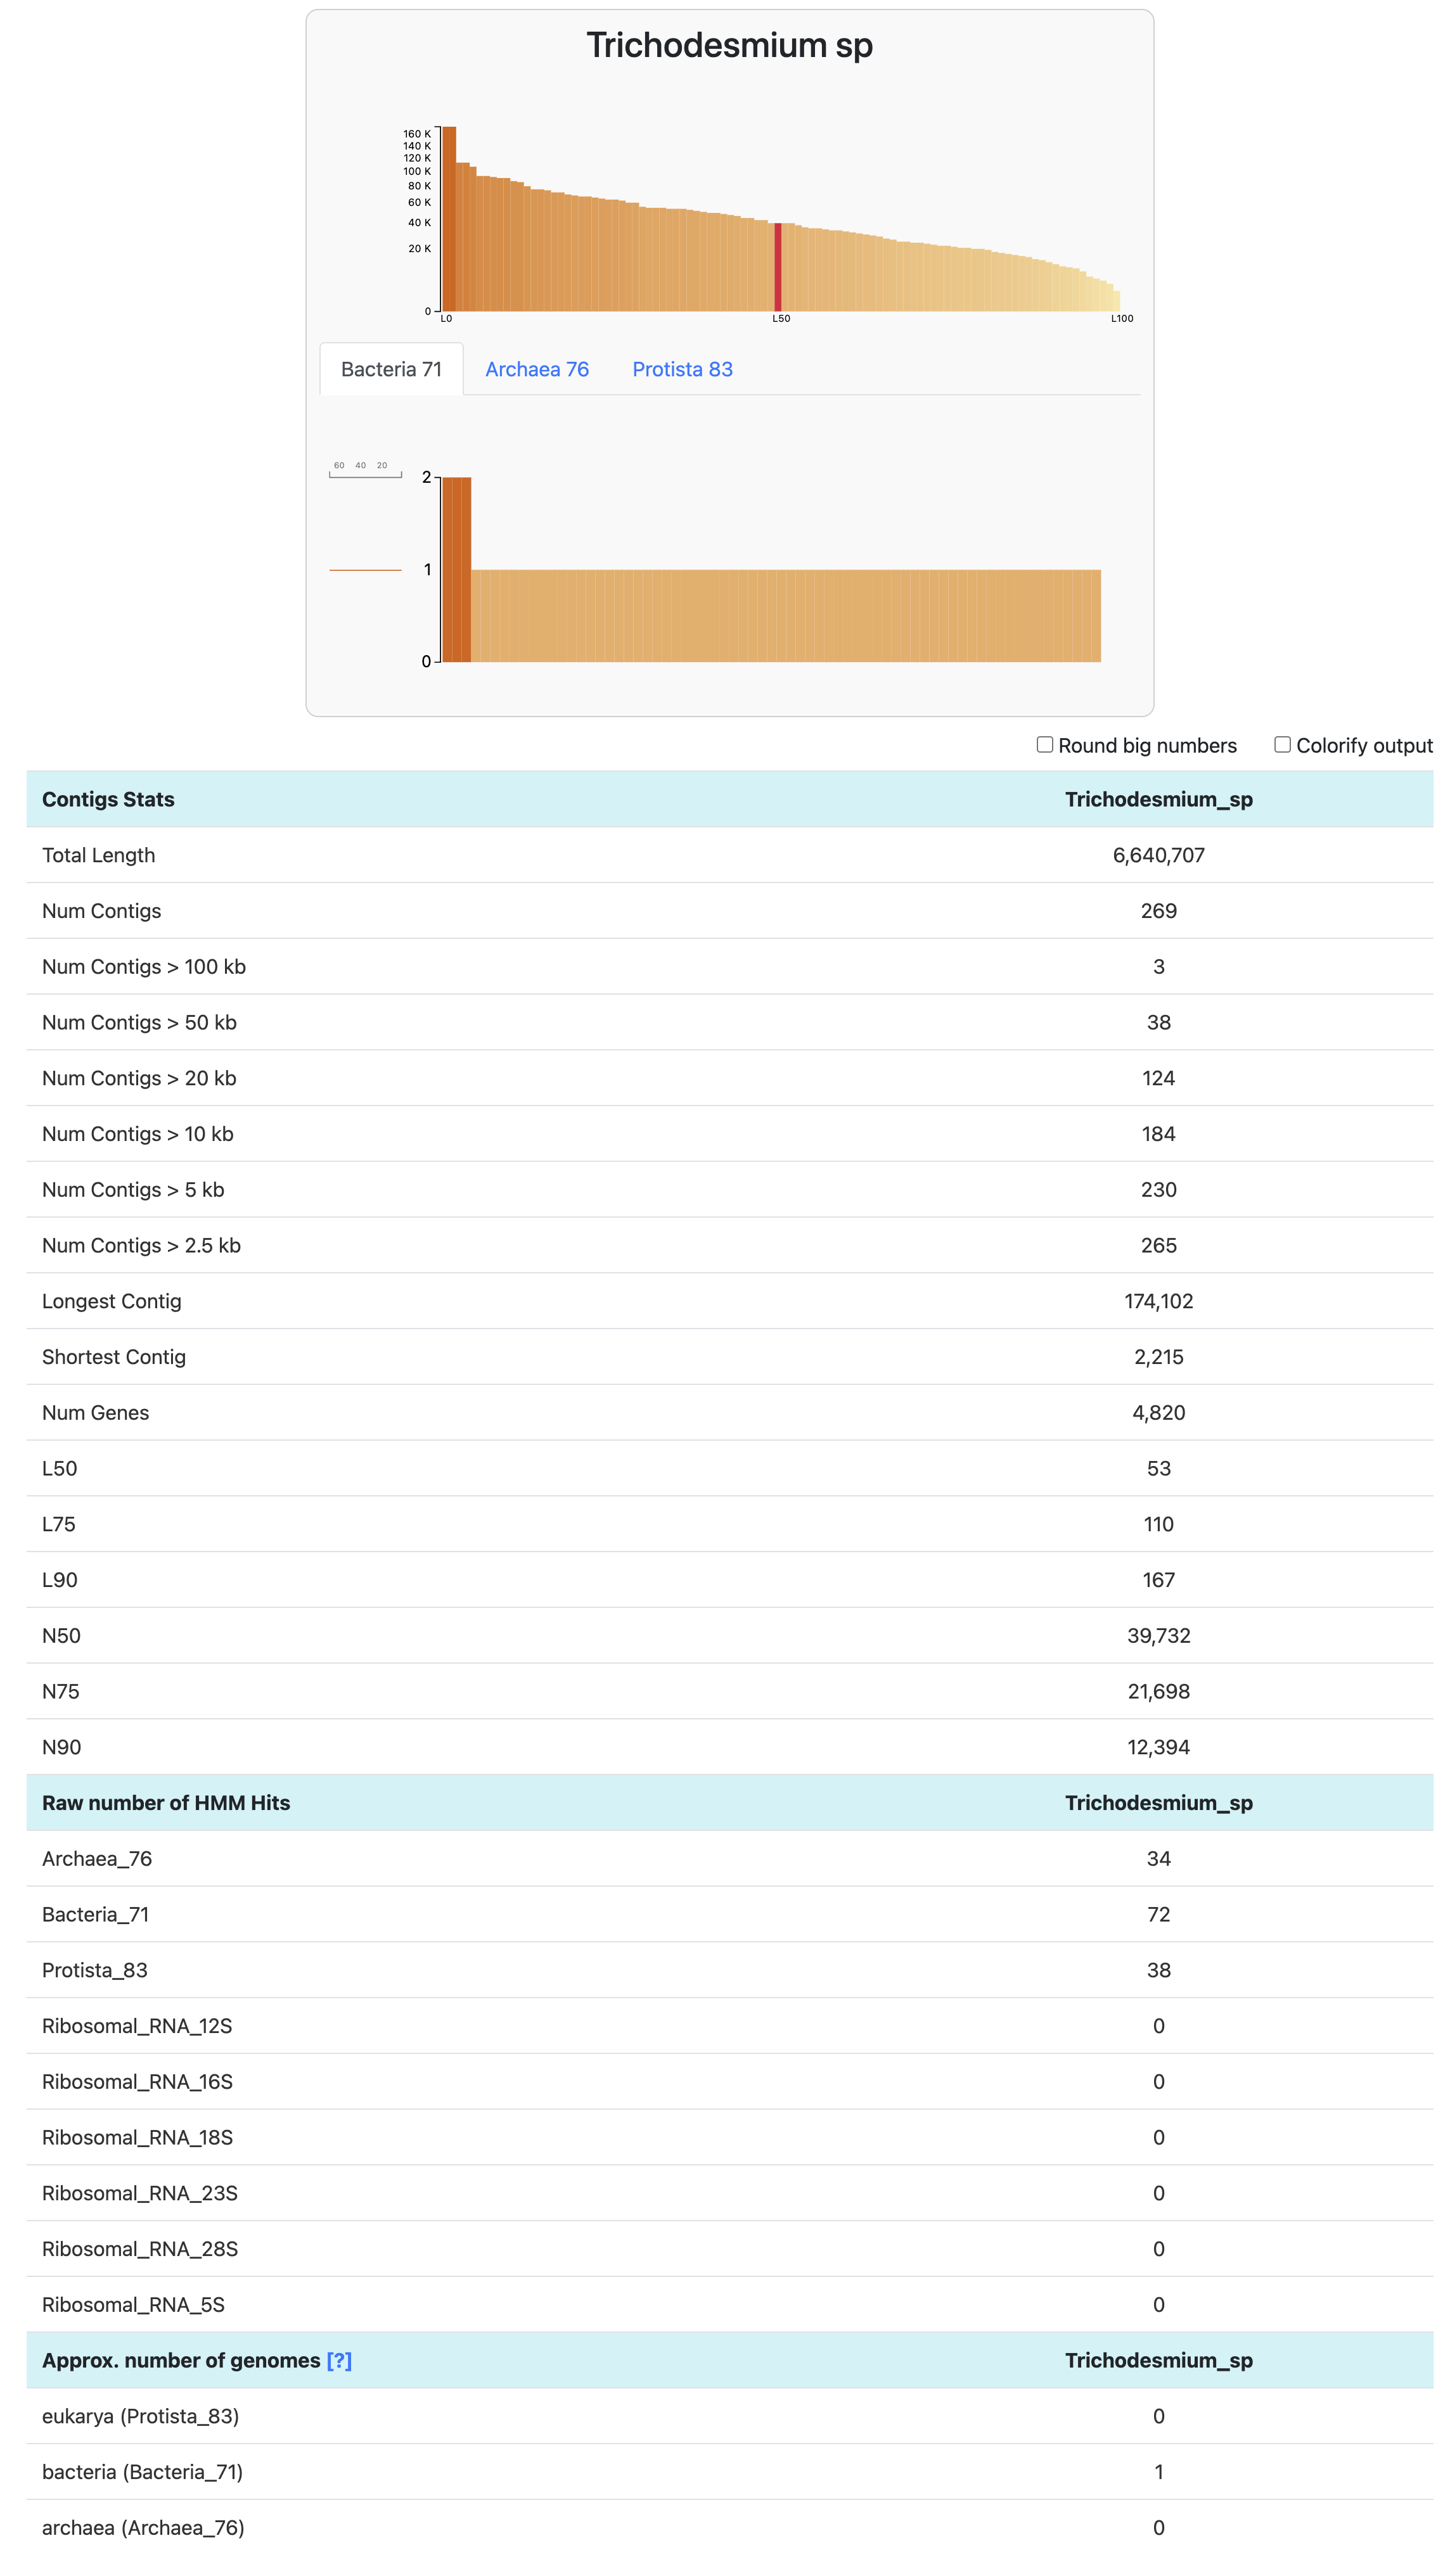 Trichodesmium sp
160 K
140 K
120 K
100 K
80 K
60 K
40 K
20 K
0
L0 L50 L100
Bacteria 71 Archaea 76 Protista 83
60 40 20
2
1
0
Round big numbers Colorify output
Contigs Stats Trichodesmium_sp
Total Length 6,640,707
Num Contigs 269
Num Contigs > 100 kb 3
Num Contigs > 50 kb 38
Num Contigs > 20 kb 124
Num Contigs > 10 kb 184
Num Contigs > 5 kb 230
Num Contigs > 2.5 kb 265
Longest Contig 174,102
Shortest Contig 2,215
Num Genes 4,820
L50 53
L75 110
L90 167
N50 39,732
N75 21,698
N90 12,394
Raw number of HMM Hits Trichodesmium_sp
Archaea_76 34
Bacteria_71 72
Protista_83 38
Ribosomal_RNA_12S 0
Ribosomal_RNA_16S 0
Ribosomal_RNA_18S 0
Ribosomal_RNA_23S 0
Ribosomal_RNA_28S 0
Ribosomal_RNA_5S 0
Approx. number of genomes [?] Trichodesmium_sp
eukarya (Protista_83) 0
bacteria (Bacteria_71) 1
archaea (Archaea_76) 0